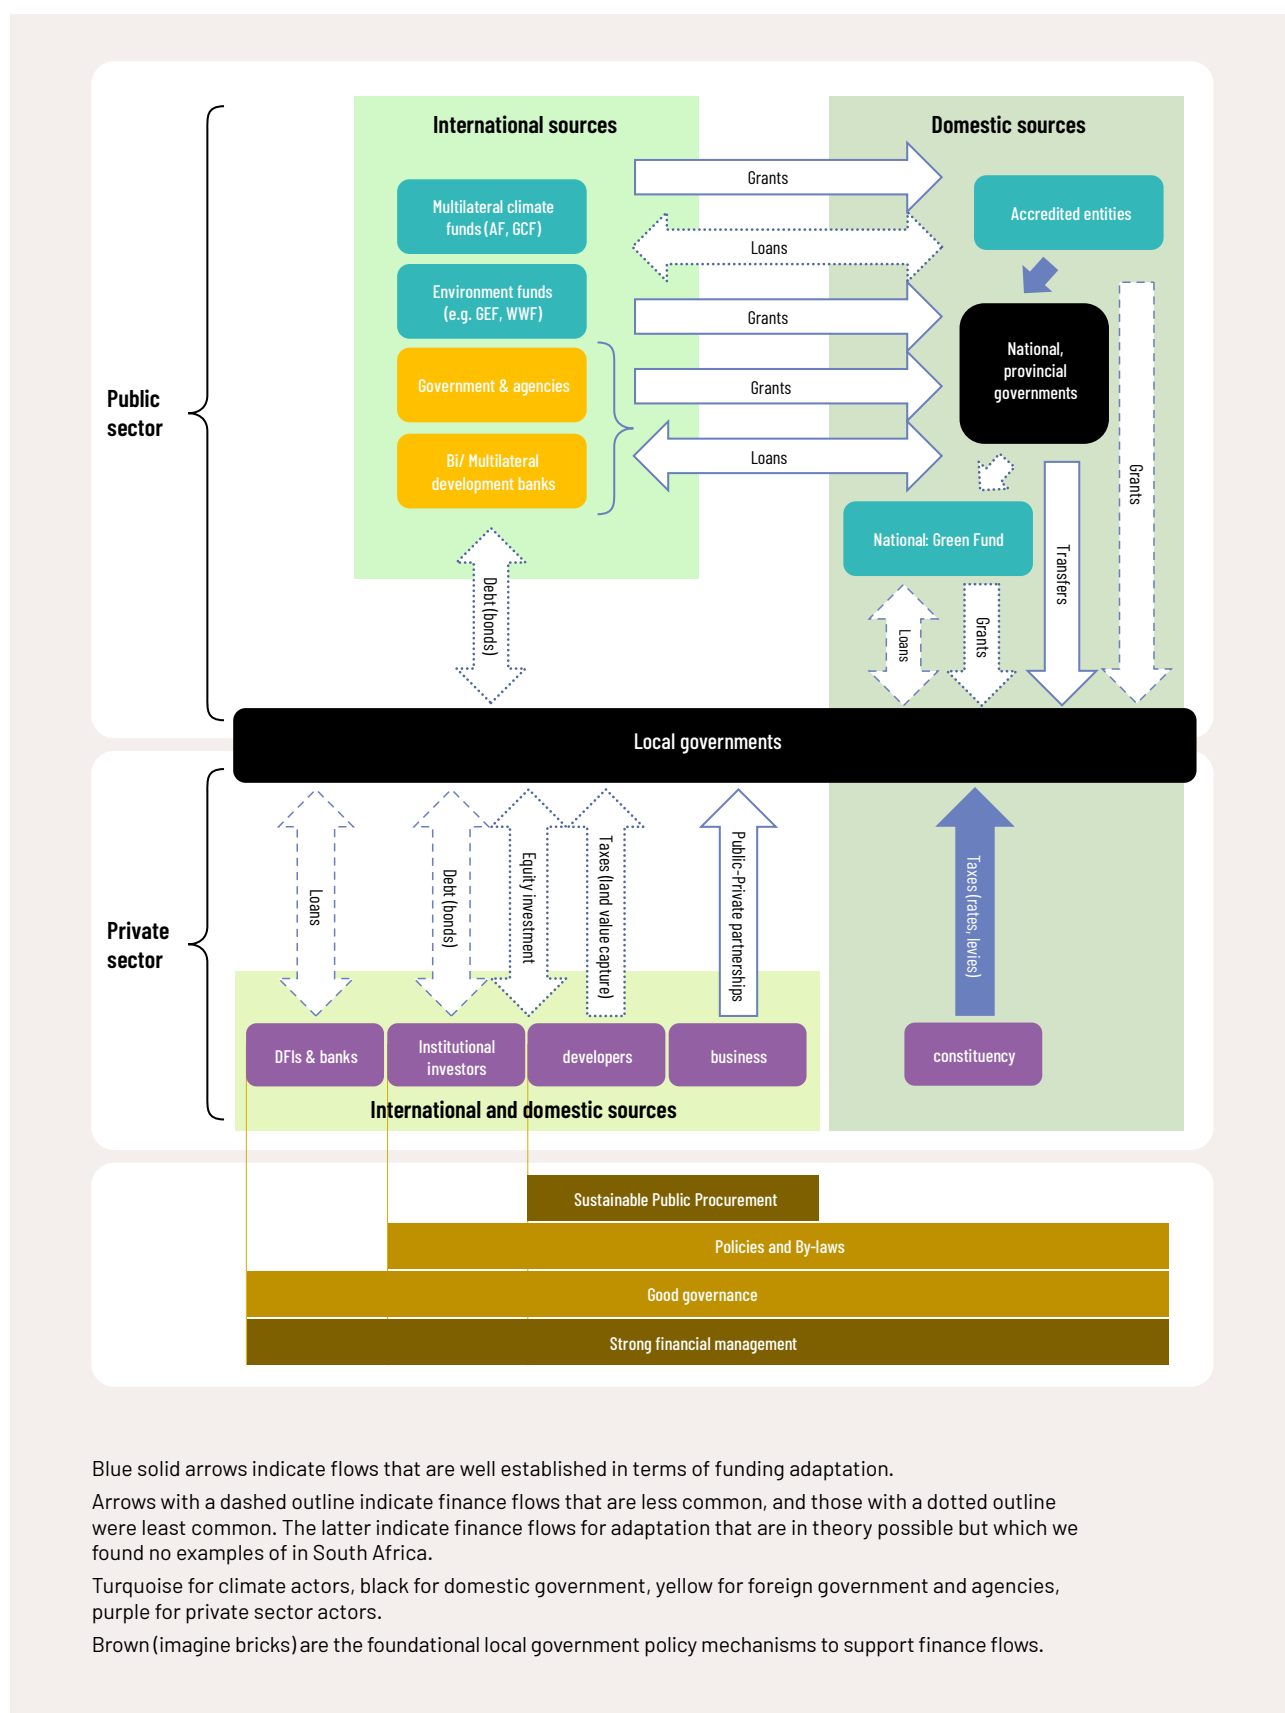 International sources
Domestic sources
Multilateral climate
funds (AF, GCF)
Environment funds
(e.g. GEF, WWF)
Government & agencies
Bi/ Multilateral
development banks
Grants
Loans
Grants
Grants
Loans
Accredited entities
National,
provincial
governments
Grants
Public
sector
National: Green Fund
Transfers
Debt (bonds)
Loans
Grants
Local governments
Private
sector
Loans
Debt (bonds)
Equity investment
Taxes (land value capture)
Public-Private partnerships
Taxes (rates, levies)
DFIs & banks
Institutional
investors
developers
business
constituency
International and domestic sources
Sustainable Public Procurement
Policies and By-laws
Good governance
Strong financial management
Blue solid arrows indicate flows that are well established in terms of funding adaptation.
Arrows with a dashed outline indicate finance flows that are less common, and those with a dotted outline
were least common. The latter indicate finance flows for adaptation that are in theory possible but which we
found no examples of in South Africa.
Turquoise for climate actors, black for domestic government, yellow for foreign government and agencies,
purple for private sector actors.
Brown (imagine bricks) are the foundational local government policy mechanisms to support finance flows.